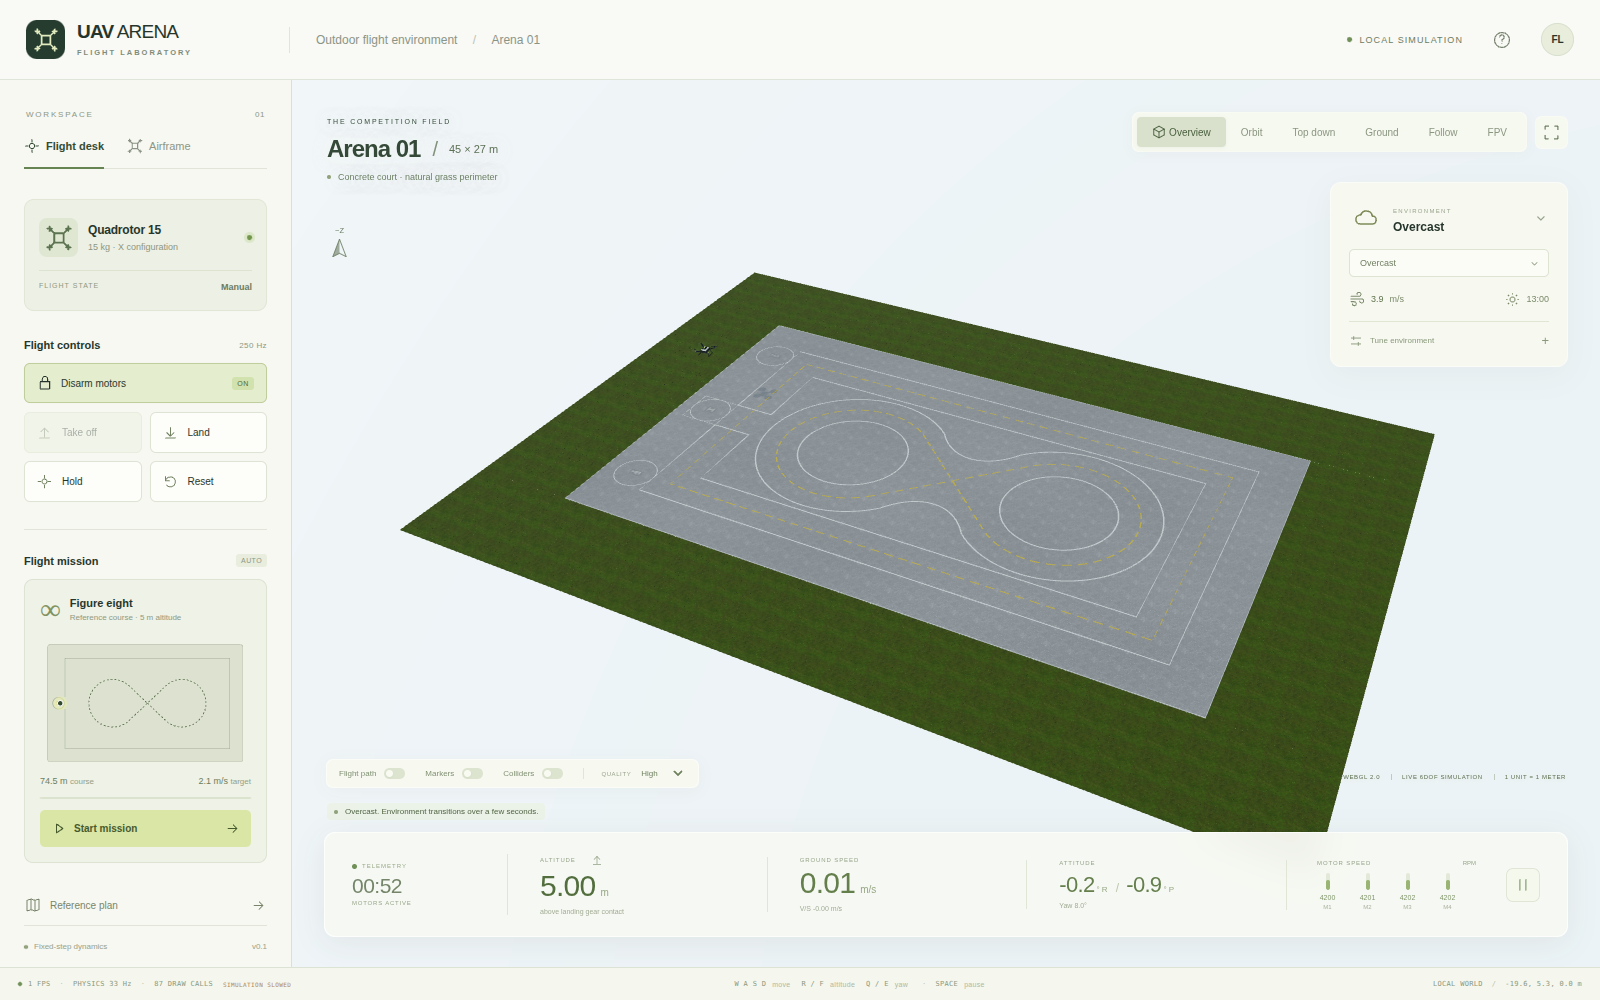 UAV ARENA
FLIGHT LABORATORY
Outdoor flight environment / Arena 01
LOCAL SIMULATION
FL
WORKSPACE 01
Flight desk Airframe
Quadrotor 15
15 kg · X configuration
FLIGHT STATE Manual
Flight controls 250 Hz
Disarm motors ON
Take off Land
Hold Reset
Flight mission AUTO
Figure eight
Reference course · 5 m altitude
74.5 m course 2.1 m/s target
Start mission
Reference plan
Fixed-step dynamics v0.1
THE COMPETITION FIELD
Arena 01 / 45 × 27 m
Concrete court · natural grass perimeter
−Z
Overview Orbit Top down Ground Follow FPV
ENVIRONMENT
Overcast
Overcast
3.9 m/s 13:00
Tune environment +
Flight path Markers Colliders QUALITY High
WEBGL 2.0 LIVE 6DOF SIMULATION 1 UNIT = 1 METER
Overcast. Environment transitions over a few seconds.
TELEMETRY
00:52
MOTORS ACTIVE
ALTITUDE
5.00 m
above landing gear contact
GROUND SPEED
0.01 m/s
V/S -0.00 m/s
ATTITUDE
-0.2 ° R / -0.9 ° P
Yaw 8.0°
MOTOR SPEED RPM
4200 4201 4202 4202
M1 M2 M3 M4
1 FPS · PHYSICS 33 Hz · 87 DRAW CALLS SIMULATION SLOWED
W A S D move R / F altitude Q / E yaw · SPACE pause
LOCAL WORLD / -19.6, 5.3, 0.0 m